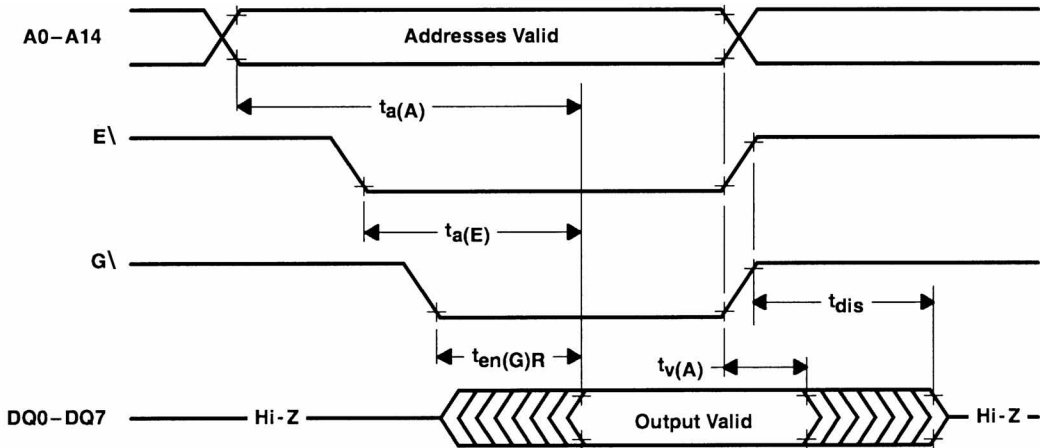 A0–A14
Addresses Valid
ta(A)
E\
ta(E)
G\
tdis
ten(G)R
tv(A)
DQ0–DQ7
Hi-Z
Output Valid
Hi-Z